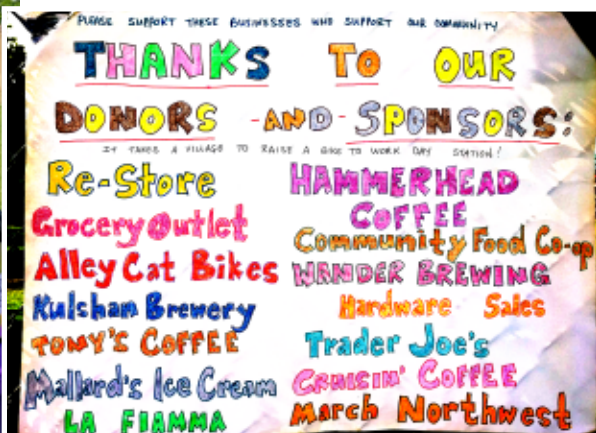 PLEASE SUPPORT THESE BUSINESSES WHO SUPPORT OUR COMMUNITY
THANKS TO OUR
DONORS -AND- SPONSORS:
IT TAKES A VILLAGE TO RAISE A BIKE TO WORK DAY STATION!
Re-Store
Grocery Outlet
Alley Cat Bikes
Kulshan Brewery
TONY'S COFFEE
Mallard's Ice Cream
LA FIAMMA
HAMMERHEAD
COFFEE
Community Food Co-op
WANDER BREWING
Hardware Sales
Trader Joe's
CRUISIN' COFFEE
March Northwest